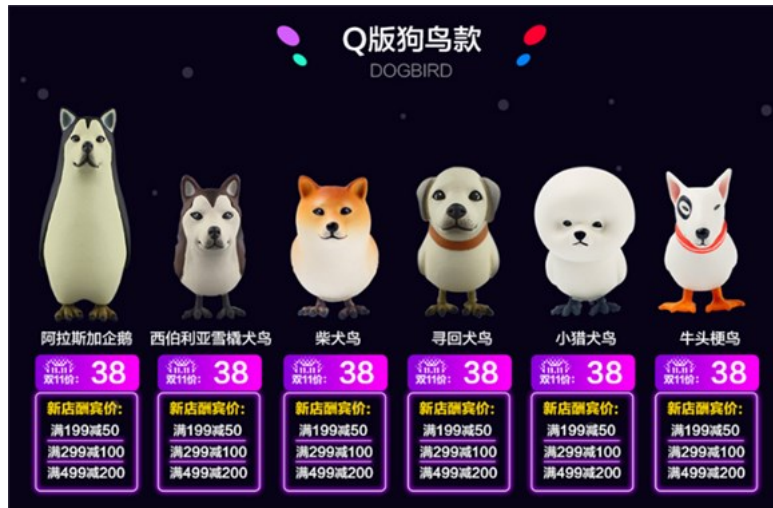 Q版狗鸟款
DOGBIRD
阿拉斯加企鹅
西伯利亚雪橇犬鸟
柴犬鸟
寻回犬鸟
小猎犬鸟
牛头梗鸟
11.11
双11价: 38
11.11
双11价: 38
11.11
双11价: 38
11.11
双11价: 38
11.11
双11价: 38
11.11
双11价: 38
新店酬宾价:
满199减50
满299减100
满499减200
新店酬宾价:
满199减50
满299减100
满499减200
新店酬宾价:
满199减50
满299减100
满499减200
新店酬宾价:
满199减50
满299减100
满499减200
新店酬宾价:
满199减50
满299减100
满499减200
新店酬宾价:
满199减50
满299减100
满499减200